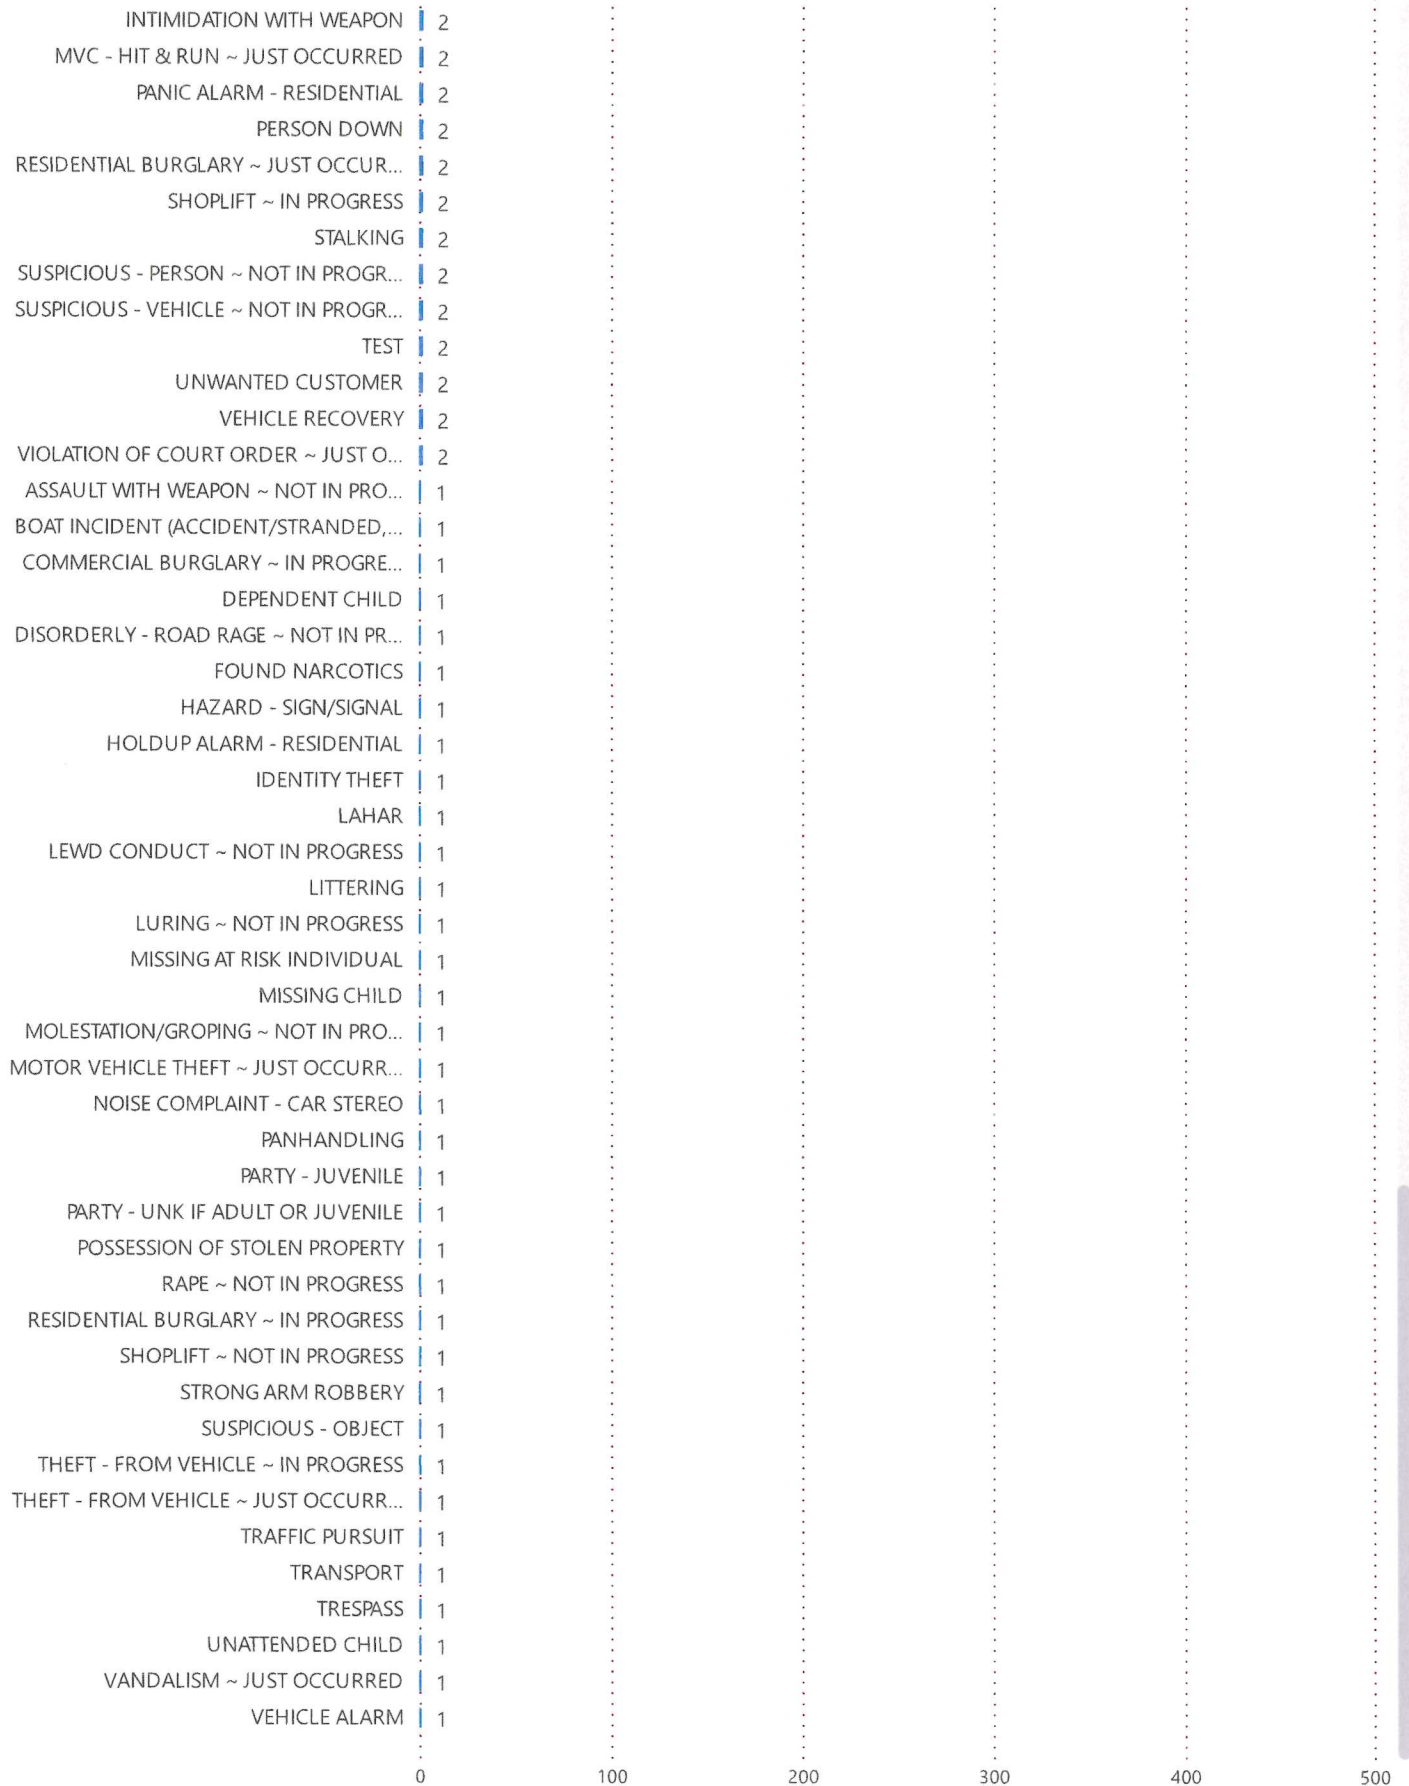 INTIMIDATION WITH WEAPON 2
MVC - HIT & RUN ~ JUST OCCURRED 2
PANIC ALARM - RESIDENTIAL 2
PERSON DOWN 2
RESIDENTIAL BURGLARY ~ JUST OCCUR... 2
SHOPLIFT ~ IN PROGRESS 2
STALKING 2
SUSPICIOUS - PERSON ~ NOT IN PROGR... 2
SUSPICIOUS - VEHICLE ~ NOT IN PROGR... 2
TEST 2
UNWANTED CUSTOMER 2
VEHICLE RECOVERY 2
VIOLATION OF COURT ORDER ~ JUST O... 2
ASSAULT WITH WEAPON ~ NOT IN PRO... 1
BOAT INCIDENT (ACCIDENT/STRANDED,... 1
COMMERCIAL BURGLARY ~ IN PROGRE... 1
DEPENDENT CHILD 1
DISORDERLY - ROAD RAGE ~ NOT IN PR... 1
FOUND NARCOTICS 1
HAZARD - SIGN/SIGNAL 1
HOLDUP ALARM - RESIDENTIAL 1
IDENTITY THEFT 1
LAHAR 1
LEWD CONDUCT ~ NOT IN PROGRESS 1
LITTERING 1
LURING ~ NOT IN PROGRESS 1
MISSING AT RISK INDIVIDUAL 1
MISSING CHILD 1
MOLESTATION/GROPING ~ NOT IN PRO... 1
MOTOR VEHICLE THEFT ~ JUST OCCURR... 1
NOISE COMPLAINT - CAR STEREO 1
PANHANDLING 1
PARTY - JUVENILE 1
PARTY - UNK IF ADULT OR JUVENILE 1
POSSESSION OF STOLEN PROPERTY 1
RAPE ~ NOT IN PROGRESS 1
RESIDENTIAL BURGLARY ~ IN PROGRESS 1
SHOPLIFT ~ NOT IN PROGRESS 1
STRONG ARM ROBBERY 1
SUSPICIOUS - OBJECT 1
THEFT - FROM VEHICLE ~ IN PROGRESS 1
THEFT - FROM VEHICLE ~ JUST OCCURR... 1
TRAFFIC PURSUIT 1
TRANSPORT 1
TRESPASS 1
UNATTENDED CHILD 1
VANDALISM ~ JUST OCCURRED 1
VEHICLE ALARM 1
0 100 200 300 400 500